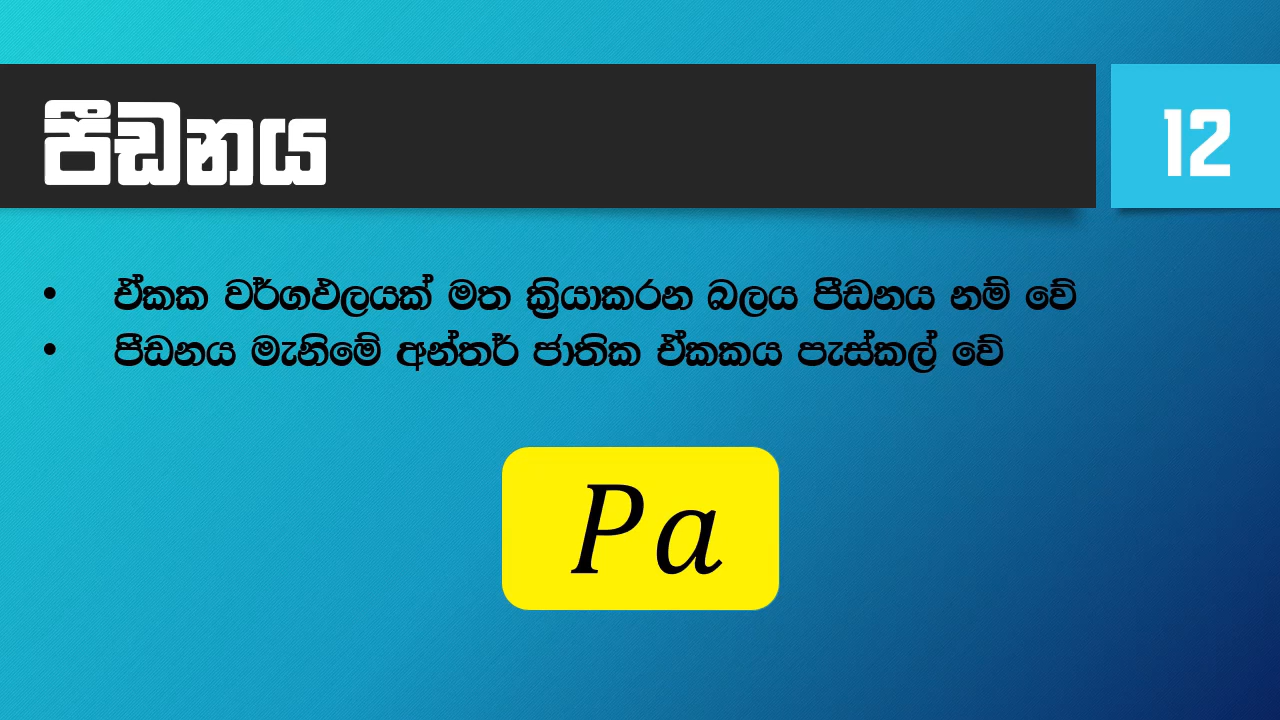 පීඩනය
12
• ඒකක වර්ගඵලයක් මත ක්‍රියාකරන බලය පීඩනය නම් වේ
• පීඩනය මැනිමේ අන්තර් ජාතික ඒකකය පැස්කල් වේ
Pa